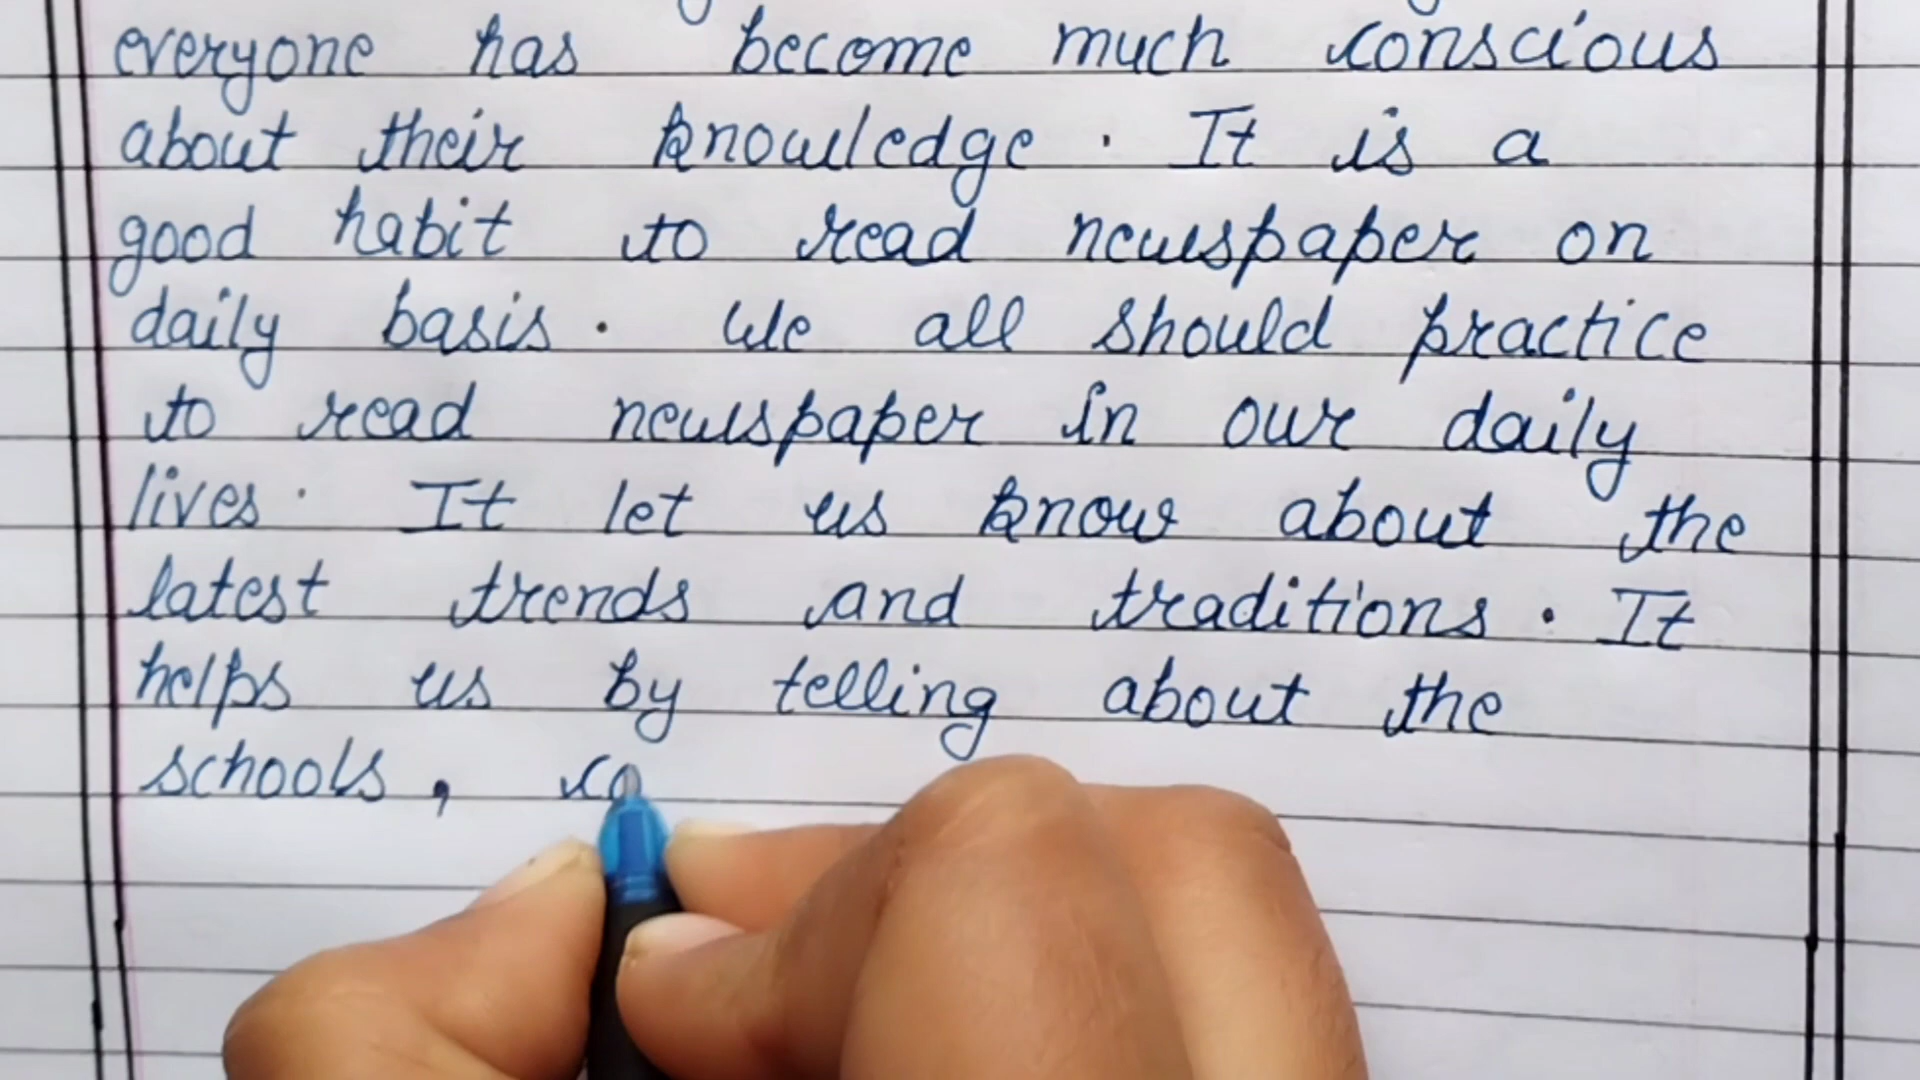 everyone has become much conscious
about their knowledge. It is a
good habit to read newspaper on
daily basis. We all should practice
to read newspaper in our daily
lives. It let us know about the
latest trends and traditions. It
helps us by telling about the
schools, co